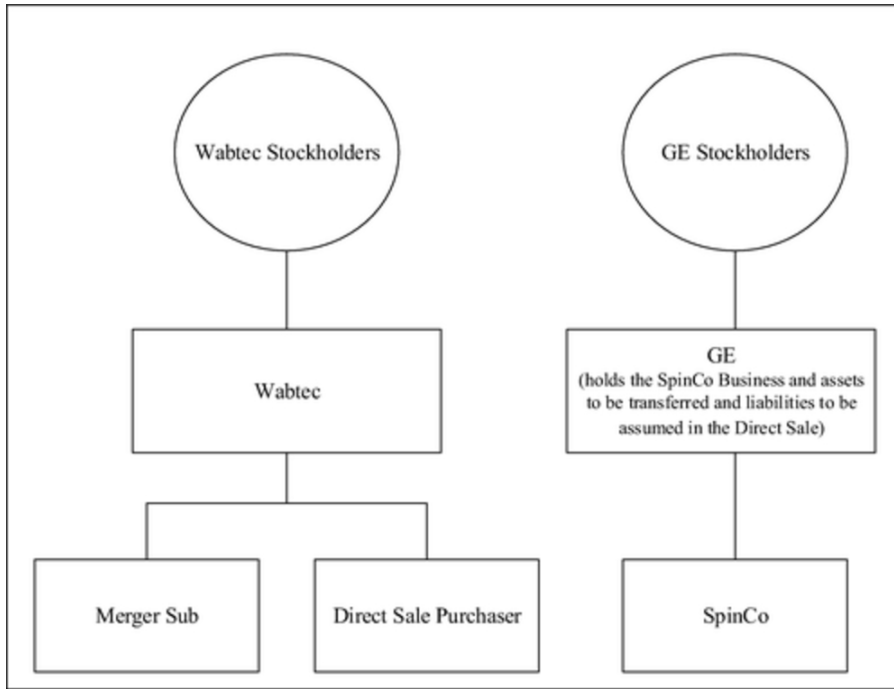 Wabtec Stockholders
GE Stockholders
Wabtec
GE
(holds the SpinCo Business and assets
to be transferred and liabilities to be
assumed in the Direct Sale)
Merger Sub
Direct Sale Purchaser
SpinCo